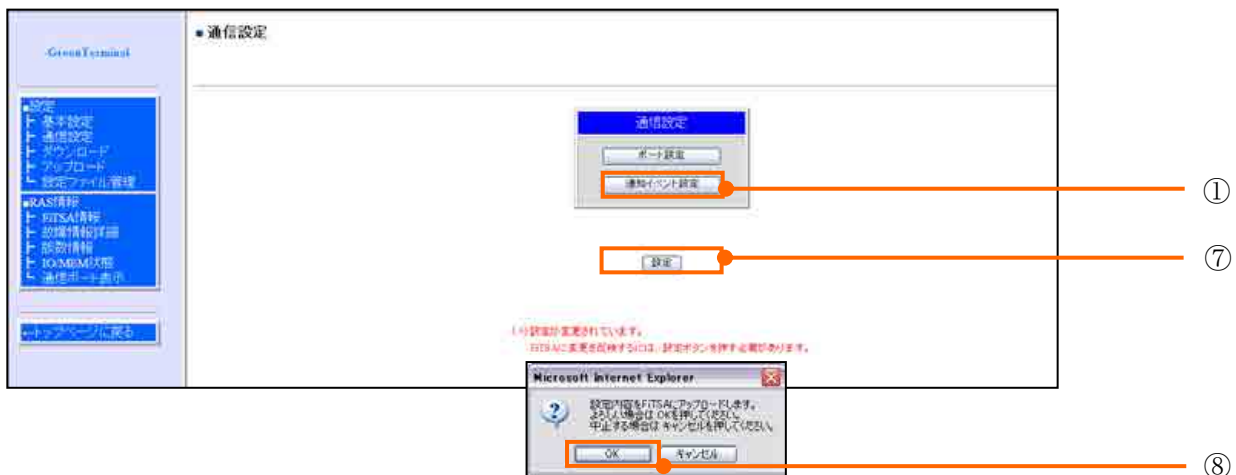 ■ 通信設定
-GreenTerminal
■設定
├ 基本設定
├ 通信設定
├ ダウンロード
├ アップロード
└ 設定ファイル管理
■RAS情報
├ FiTSA情報
├ 故障情報詳細
├ 設数情報
├ IO/MEM状態
└ 通信ポート表示
←トップページに戻る
通信設定
ポート設定
通知イベント設定
①
設定
⑦
(※)設定が変更されています。
FiTSAに変更を反映するには、設定ボタンを押す必要があります。
Microsoft Internet Explorer
設定内容をFiTSAにアップロードします。
よろしい場合は OKを押してください。
中止する場合は キャンセルを押してください。
OK
キャンセル
⑧